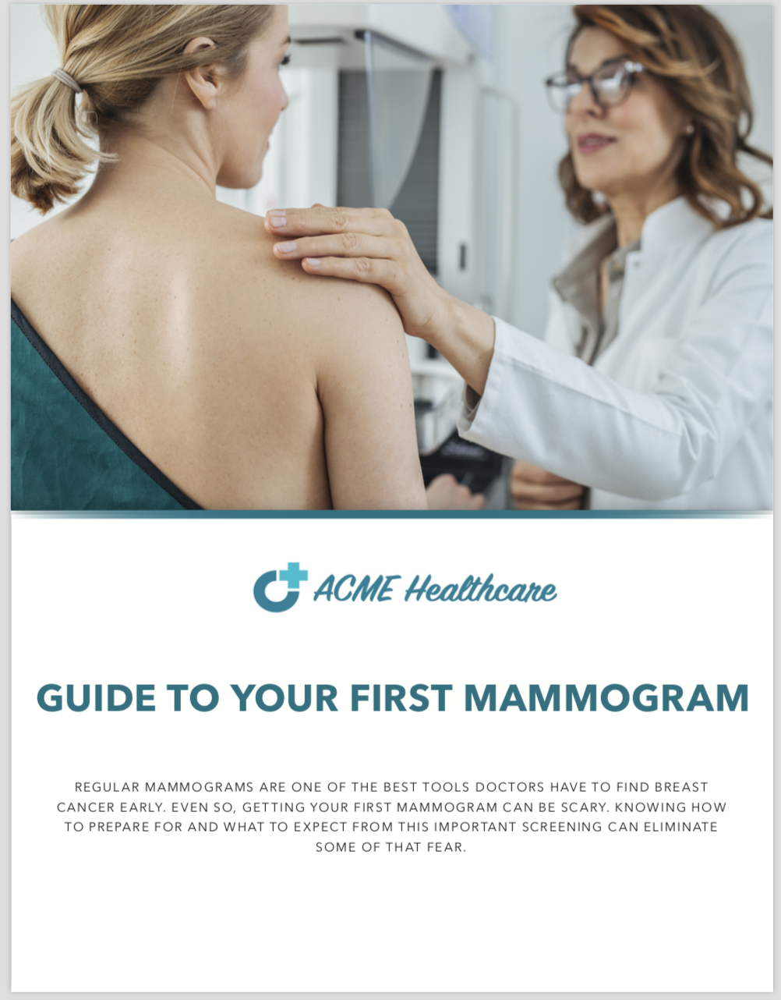 ACME Healthcare
GUIDE TO YOUR FIRST MAMMOGRAM
REGULAR MAMMOGRAMS ARE ONE OF THE BEST TOOLS DOCTORS HAVE TO FIND BREAST
CANCER EARLY. EVEN SO, GETTING YOUR FIRST MAMMOGRAM CAN BE SCARY. KNOWING HOW
TO PREPARE FOR AND WHAT TO EXPECT FROM THIS IMPORTANT SCREENING CAN ELIMINATE
SOME OF THAT FEAR.